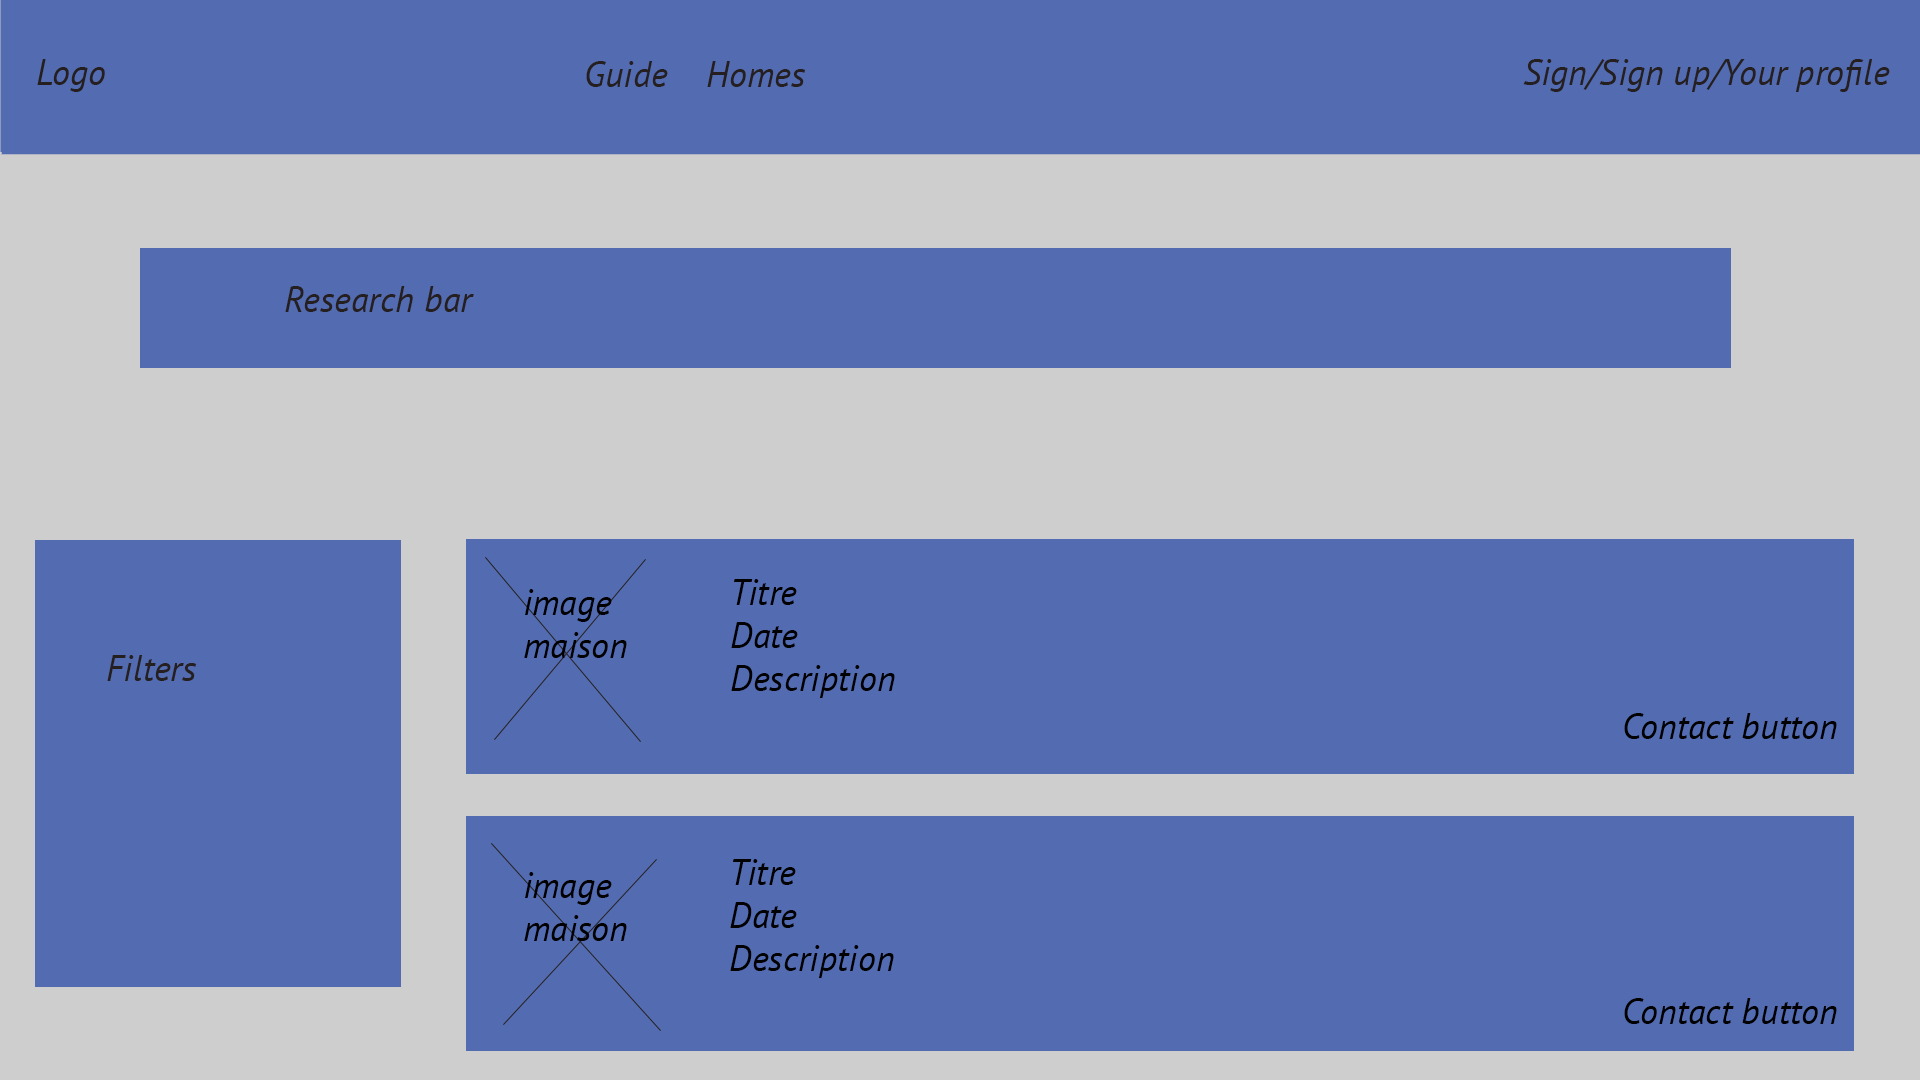 Logo
Guide Homes
Sign/Sign up/Your profile
Research bar
Filters
image
maison
Titre
Date
Description
Contact button
image
maison
Titre
Date
Description
Contact button